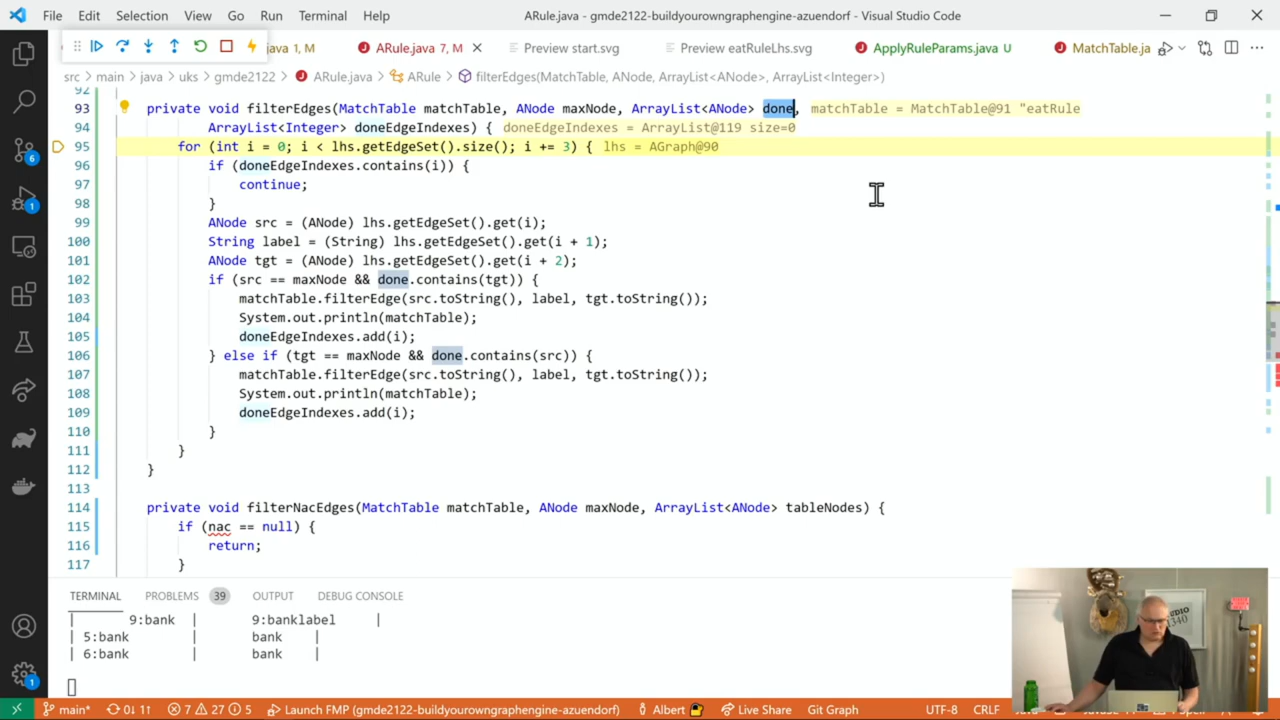 File Edit Selection View Go Run Terminal Help ARule.java - gmde2122-buildyourowngraphengine-azuendorf - Visual Studio Code
java 1, M ARule.java 7, M Preview start.svg Preview eatRuleLhs.svg ApplyRuleParams.java U MatchTable.ja
src > main > java > uks > gmde2122 > ARule.java > ARule > filterEdges(MatchTable, ANode, ArrayList<ANode>, ArrayList<Integer>)
92
93 private void filterEdges(MatchTable matchTable, ANode maxNode, ArrayList<ANode> done, matchTable = MatchTable@91 "eatRule
94 ArrayList<Integer> doneEdgeIndexes) { doneEdgeIndexes = ArrayList@119 size=0
95 for (int i = 0; i < lhs.getEdgeSet().size(); i += 3) { lhs = AGraph@90
96 if (doneEdgeIndexes.contains(i)) {
97 continue;
98 }
99 ANode src = (ANode) lhs.getEdgeSet().get(i);
100 String label = (String) lhs.getEdgeSet().get(i + 1);
101 ANode tgt = (ANode) lhs.getEdgeSet().get(i + 2);
102 if (src == maxNode && done.contains(tgt)) {
103 matchTable.filterEdge(src.toString(), label, tgt.toString());
104 System.out.println(matchTable);
105 doneEdgeIndexes.add(i);
106 } else if (tgt == maxNode && done.contains(src)) {
107 matchTable.filterEdge(src.toString(), label, tgt.toString());
108 System.out.println(matchTable);
109 doneEdgeIndexes.add(i);
110 }
111 }
112 }
113
114 private void filterNacEdges(MatchTable matchTable, ANode maxNode, ArrayList<ANode> tableNodes) {
115 if (nac == null) {
116 return;
117 }
TERMINAL PROBLEMS 39 OUTPUT DEBUG CONSOLE
| 9:bank | 9:banklabel |
| 5:bank | bank |
| 6:bank | bank |
6
1
1
main* 0↓ 1↑ 7 27 5 Launch FMP (gmde2122-buildyourowngraphengine-azuendorf) Albert Live Share Git Graph UTF-8 CRLF